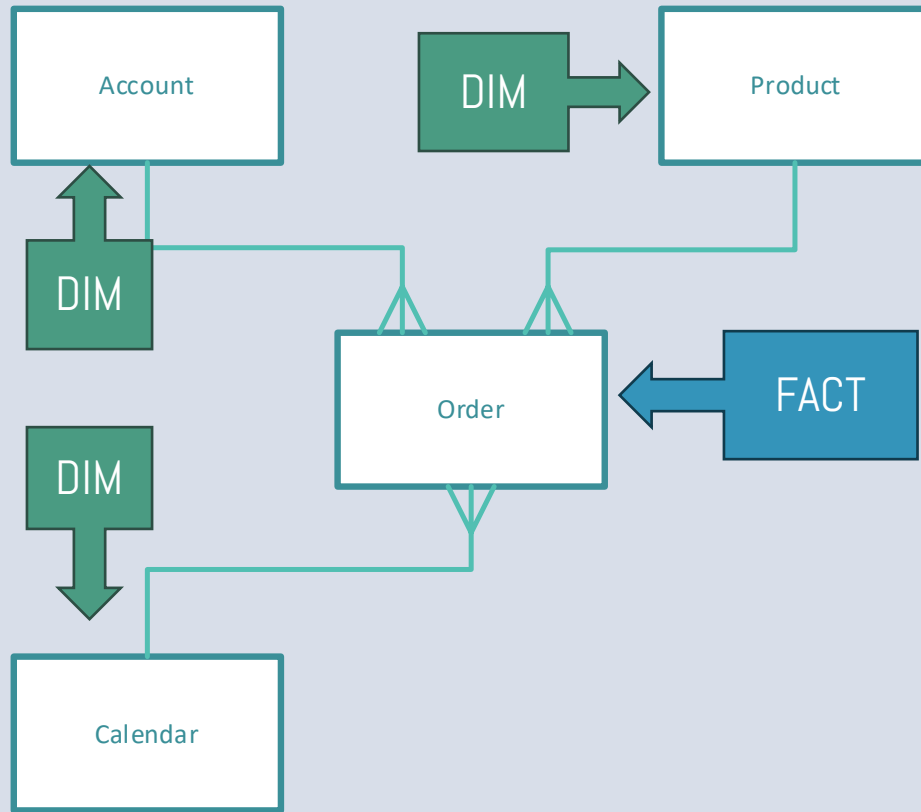 Account
DIM
Product
DIM
Order
FACT
DIM
Calendar